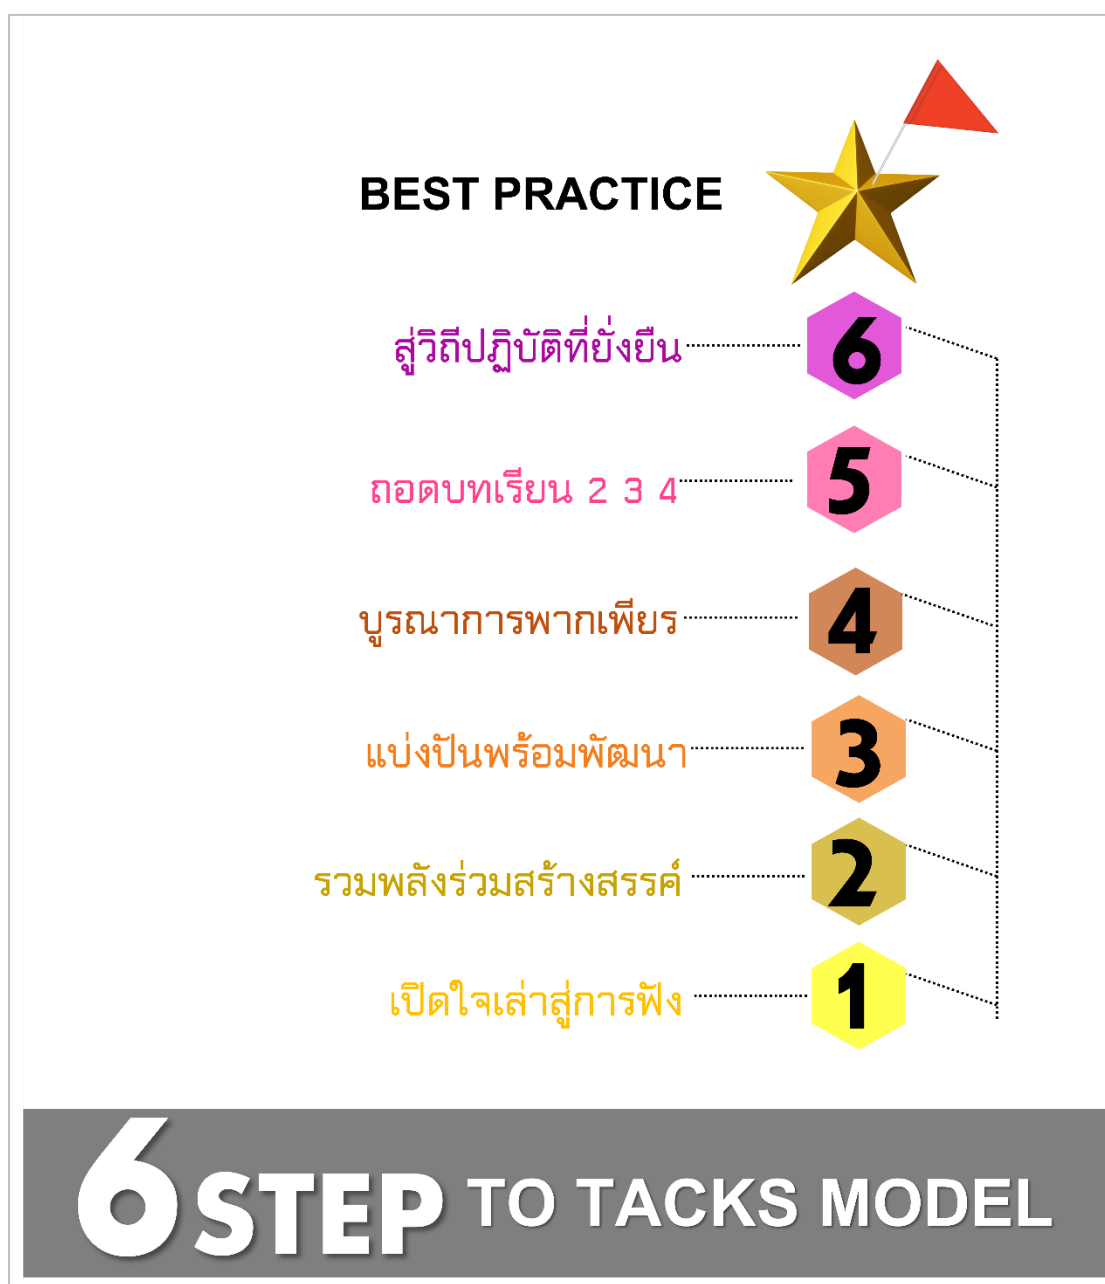 BEST PRACTICE
สู่วิถีปฏิบัติที่ยั่งยืน 6
ถอดบทเรียน 2 3 4 5
บูรณาการพากเพียร 4
แบ่งปันพร้อมพัฒนา 3
รวมพลังร่วมสร้างสรรค์ 2
เปิดใจเล่าสู่การฟัง 1
6 STEP TO TACKS MODEL